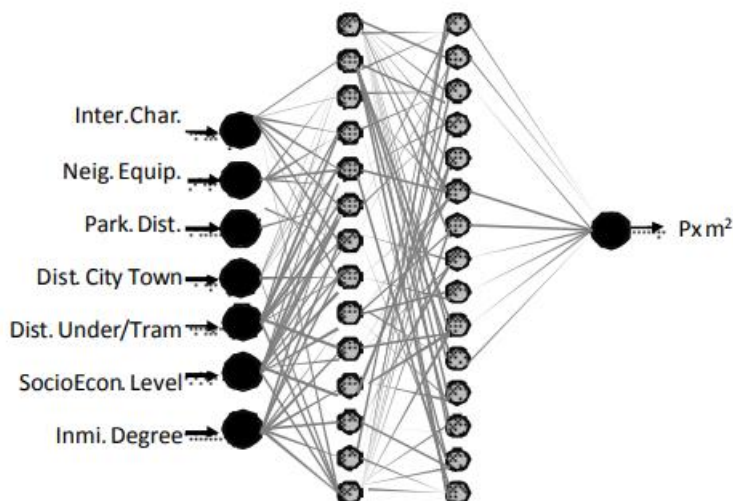 Inter.Char.
Neig. Equip.
Park. Dist.
Dist. City Town
Dist. Under/Tram
SocioEcon. Level
Inmi. Degree
Px m²